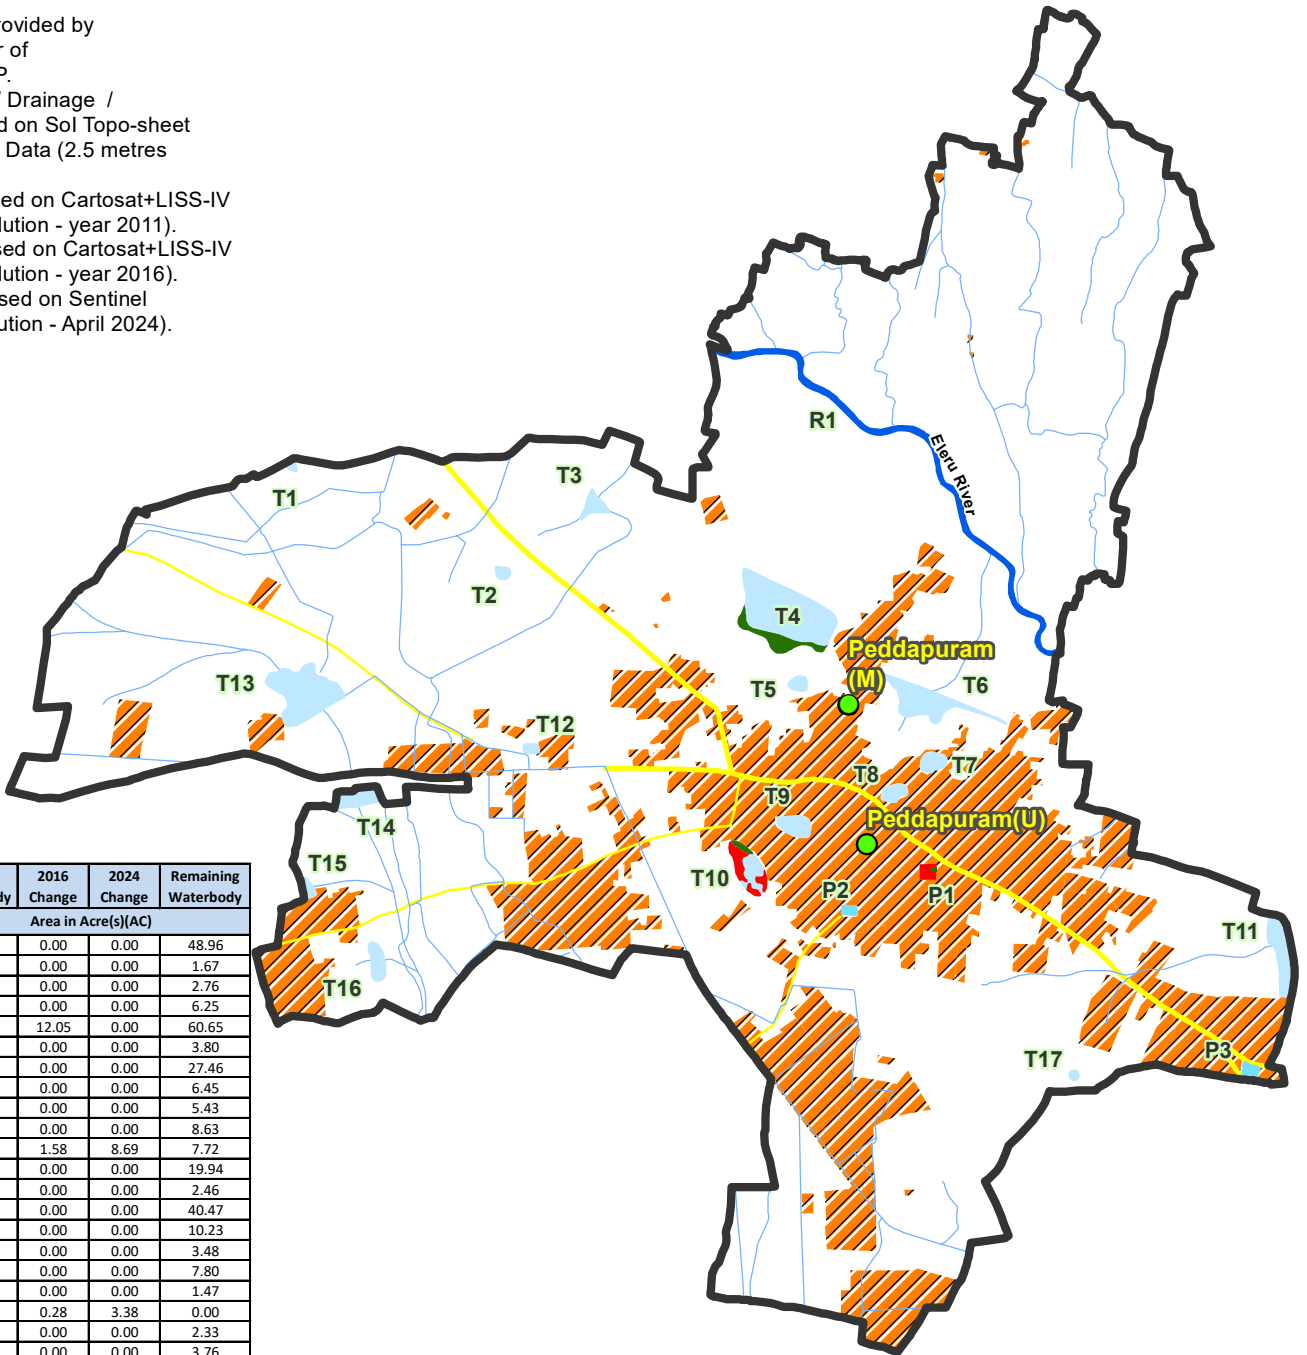 rovided by
r of
P.
/ Drainage /
d on SoI Topo-sheet
Data (2.5 metres
ed on Cartosat+LISS-IV
lution - year 2011).
sed on Cartosat+LISS-IV
lution - year 2016).
sed on Sentinel
ution - April 2024).
R1
Eleru River
T3
T1
T2
T4
Peddapuram
(M)
T5
T6
T13
T12
T7
T8
T9
Peddapuram(U)
T14
T15
T10
P2
P1
T11
T16
T17
P3
dy 2016 Change 2024 Change Remaining Waterbody
Area in Acre(s)(AC)
0.00 0.00 48.96
0.00 0.00 1.67
0.00 0.00 2.76
0.00 0.00 6.25
12.05 0.00 60.65
0.00 0.00 3.80
0.00 0.00 27.46
0.00 0.00 6.45
0.00 0.00 5.43
0.00 0.00 8.63
1.58 8.69 7.72
0.00 0.00 19.94
0.00 0.00 2.46
0.00 0.00 40.47
0.00 0.00 10.23
0.00 0.00 3.48
0.00 0.00 7.80
0.00 0.00 1.47
0.28 3.38 0.00
0.00 0.00 2.33
0.00 0.00 3.76